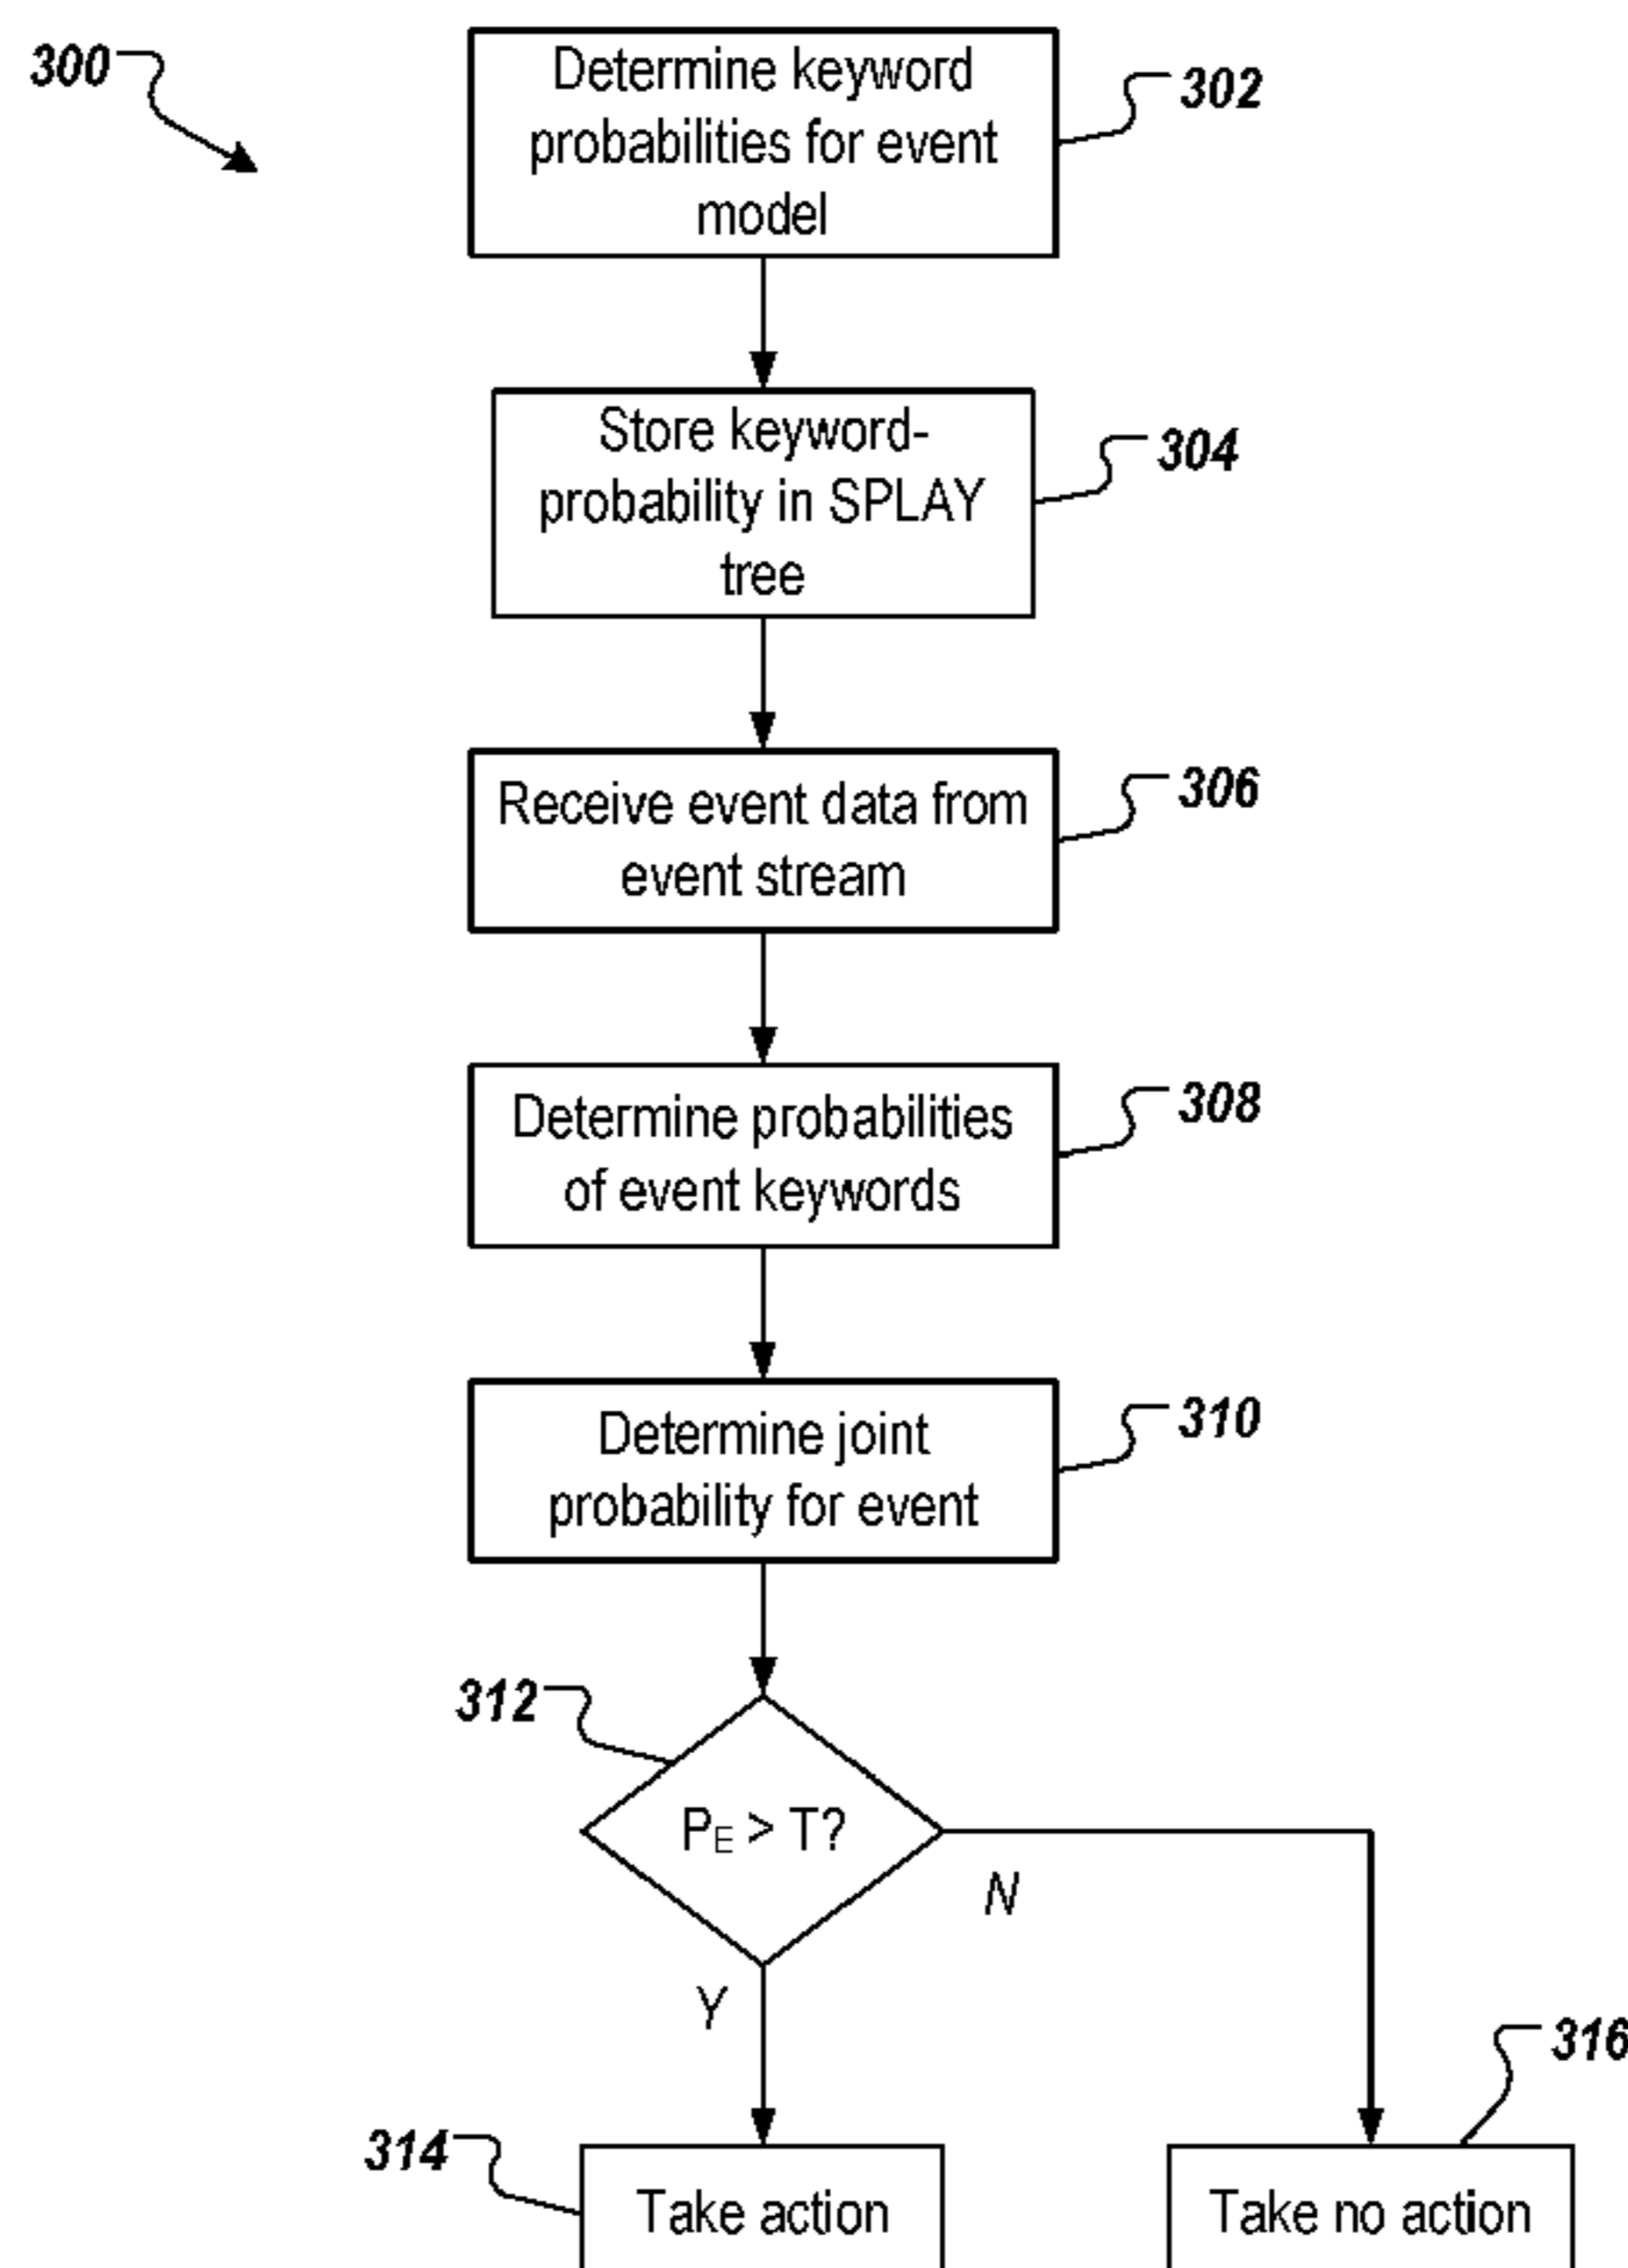 300
Determine keyword
probabilities for event
model
302
Store keyword-
probability in SPLAY
tree
304
Receive event data from
event stream
306
Determine probabilities
of event keywords
308
Determine joint
probability for event
310
312
PE > T?
N
Y
316
314
Take action
Take no action